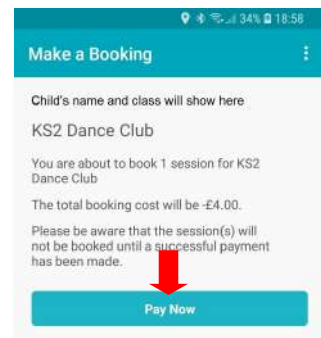 34% 18:58
Make a Booking
Child's name and class will show here
KS2 Dance Club
You are about to book 1 session for KS2
Dance Club
The total booking cost will be -£4.00.
Please be aware that the session(s) will
not be booked until a successful payment
has been made.
Pay Now